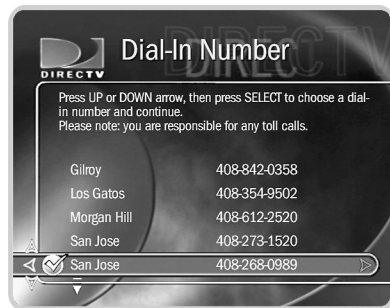 DIRECTV
Dial-In Number
Press UP or DOWN arrow, then press SELECT to choose a dial-
in number and continue.
Please note: you are responsible for any toll calls.
Gilroy 408-842-0358
Los Gatos 408-354-9502
Morgan Hill 408-612-2520
San Jose 408-273-1520
San Jose 408-268-0989